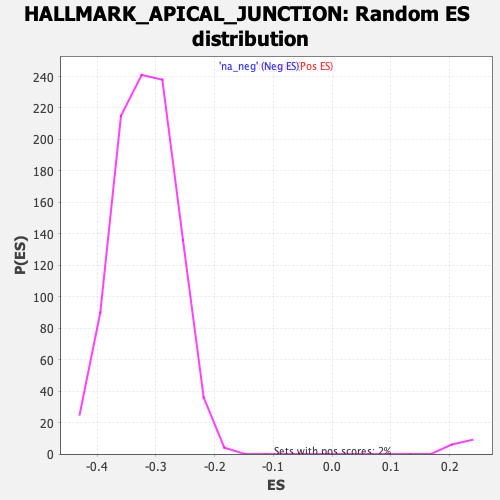 HALLMARK_APICAL_JUNCTION: Random ES
distribution
'na_neg' (Neg ES) (Pos ES)
240
220
200
180
160
140
120
100
80
60
40
20
0
P(ES)
Sets with pos scores: 2%
-0.4 -0.3 -0.2 -0.1 0.0 0.1 0.2
ES